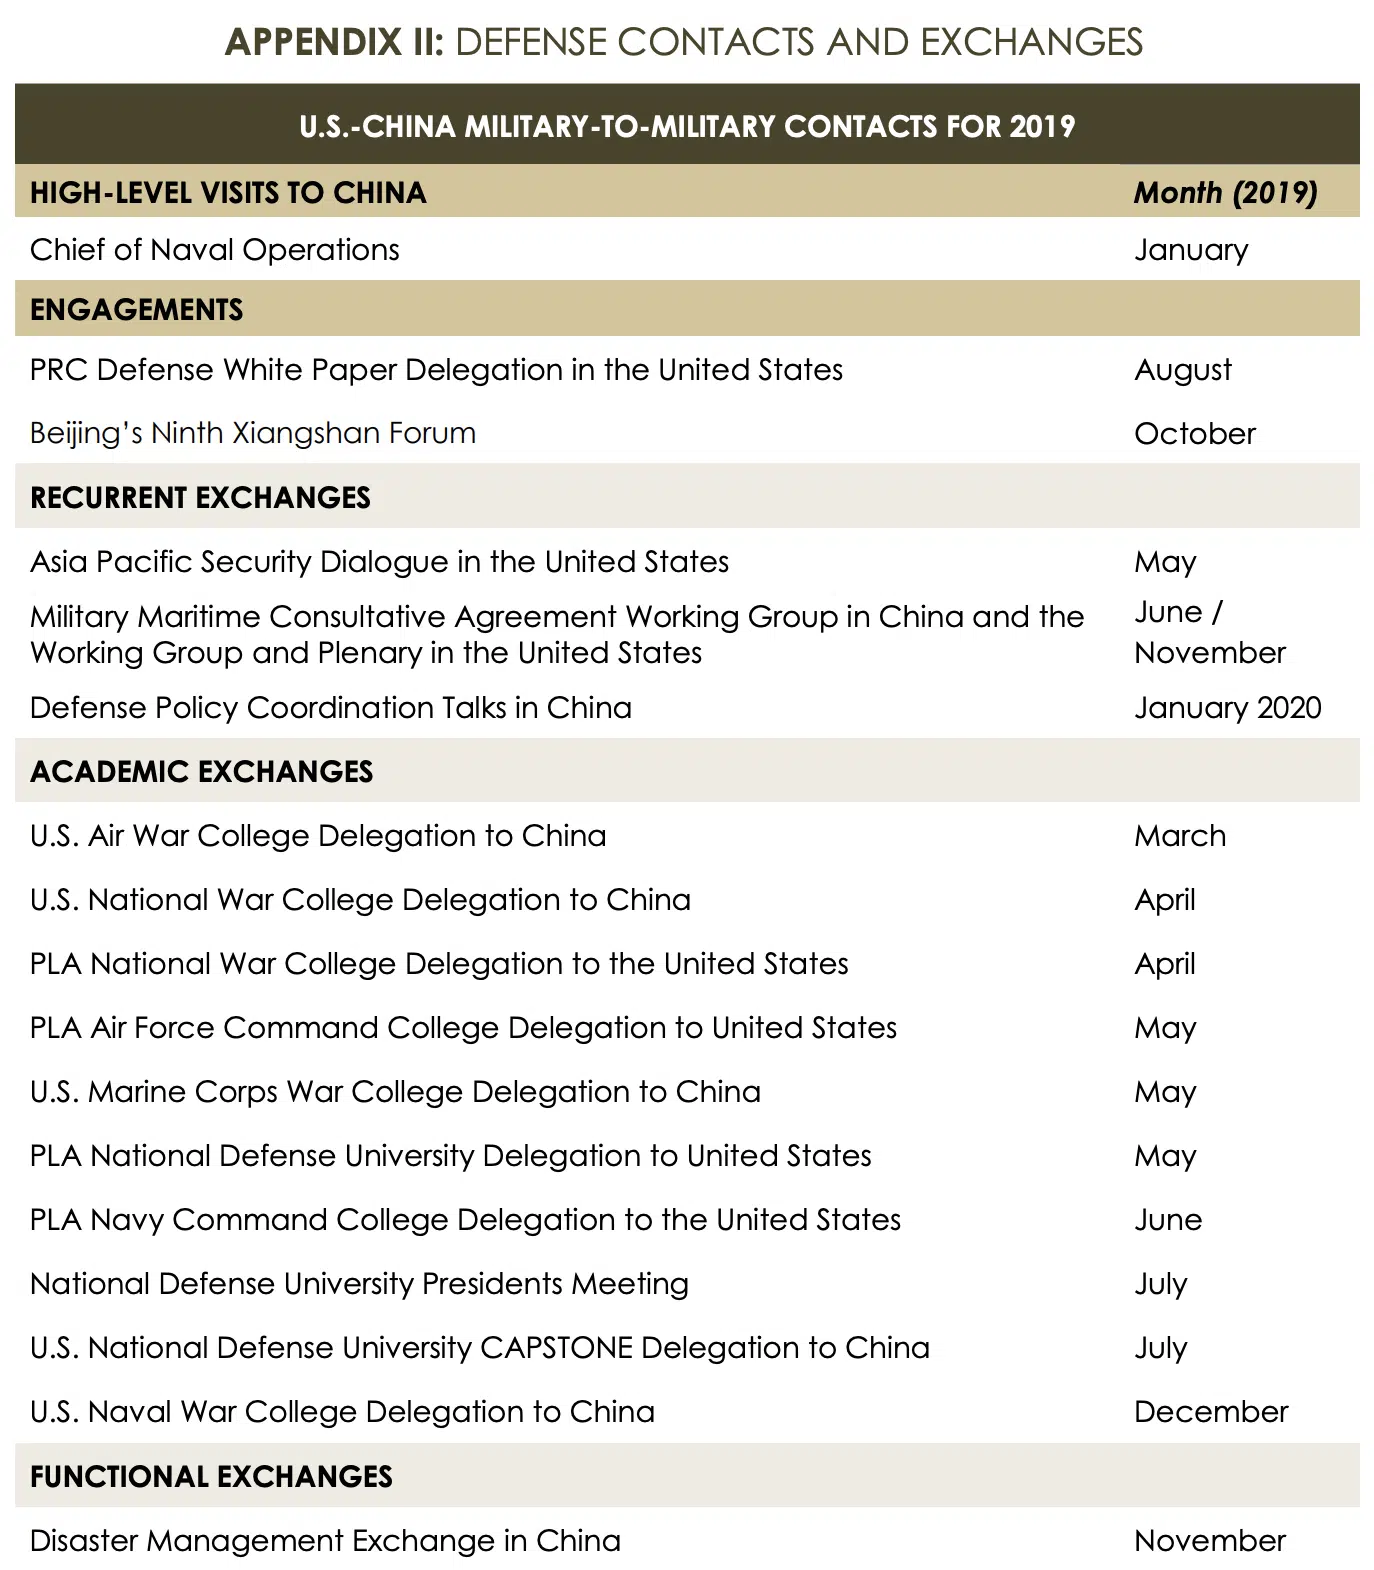 APPENDIX II: DEFENSE CONTACTS AND EXCHANGES
U.S.-CHINA MILITARY-TO-MILITARY CONTACTS FOR 2019
HIGH-LEVEL VISITS TO CHINA Month (2019)
Chief of Naval Operations January
ENGAGEMENTS
PRC Defense White Paper Delegation in the United States August
Beijing’s Ninth Xiangshan Forum October
RECURRENT EXCHANGES
Asia Pacific Security Dialogue in the United States May
Military Maritime Consultative Agreement Working Group in China and the June /
Working Group and Plenary in the United States November
Defense Policy Coordination Talks in China January 2020
ACADEMIC EXCHANGES
U.S. Air War College Delegation to China March
U.S. National War College Delegation to China April
PLA National War College Delegation to the United States April
PLA Air Force Command College Delegation to United States May
U.S. Marine Corps War College Delegation to China May
PLA National Defense University Delegation to United States May
PLA Navy Command College Delegation to the United States June
National Defense University Presidents Meeting July
U.S. National Defense University CAPSTONE Delegation to China July
U.S. Naval War College Delegation to China December
FUNCTIONAL EXCHANGES
Disaster Management Exchange in China November